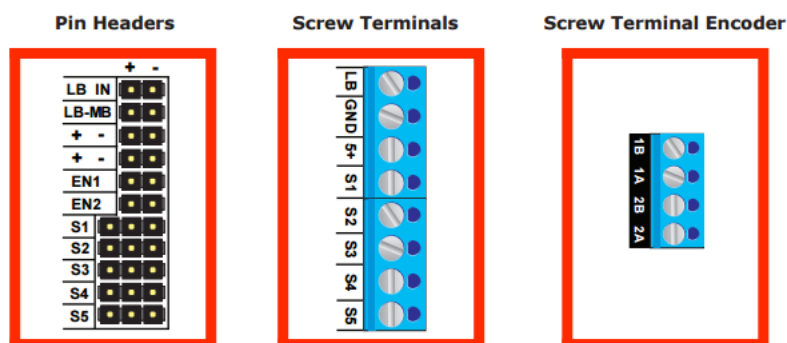 Pin Headers
+ -
LB IN
LB-MB
+ -
+ -
EN1
EN2
S1
S2
S3
S4
S5
Screw Terminals
LB
GND
5+
S1
S2
S3
S4
S5
Screw Terminal Encoder
1B
1A
2B
2A